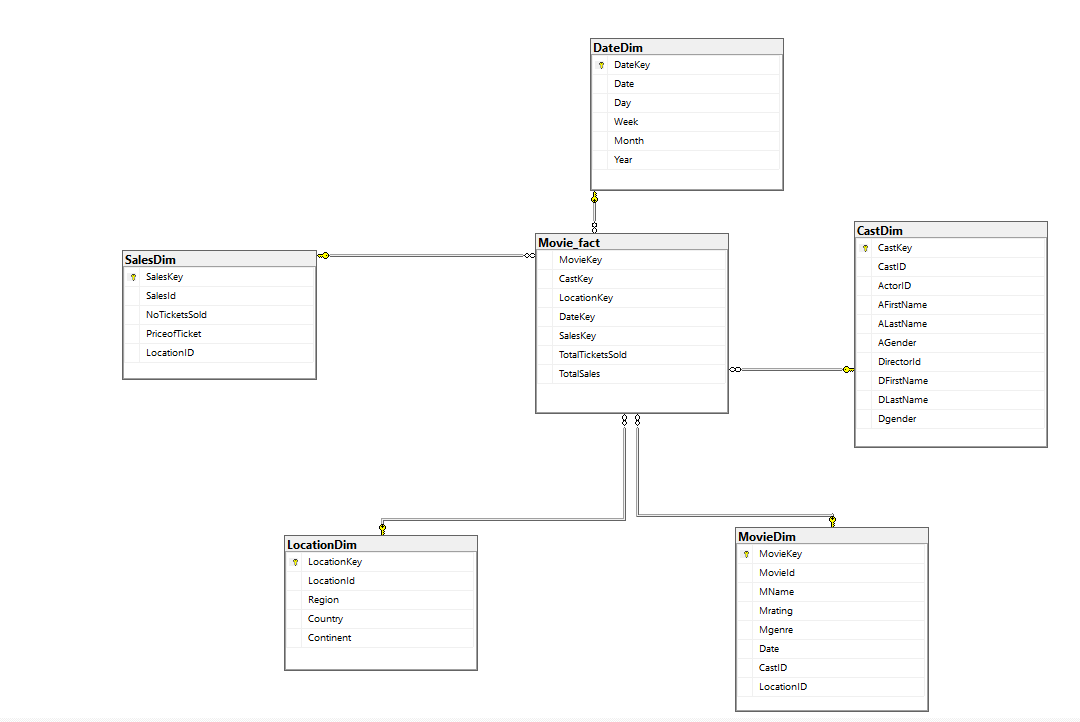 DateDim
DateKey
Date
Day
Week
Month
Year
SalesDim
SalesKey
SalesId
NoTicketsSold
PriceofTicket
LocationID
Movie_fact
MovieKey
CastKey
LocationKey
DateKey
SalesKey
TotalTicketsSold
TotalSales
CastDim
CastKey
CastID
ActorID
AFirstName
ALastName
AGender
DirectorId
DFirstName
DLastName
Dgender
LocationDim
LocationKey
LocationId
Region
Country
Continent
MovieDim
MovieKey
MovieId
MName
Mrating
Mgenre
Date
CastID
LocationID